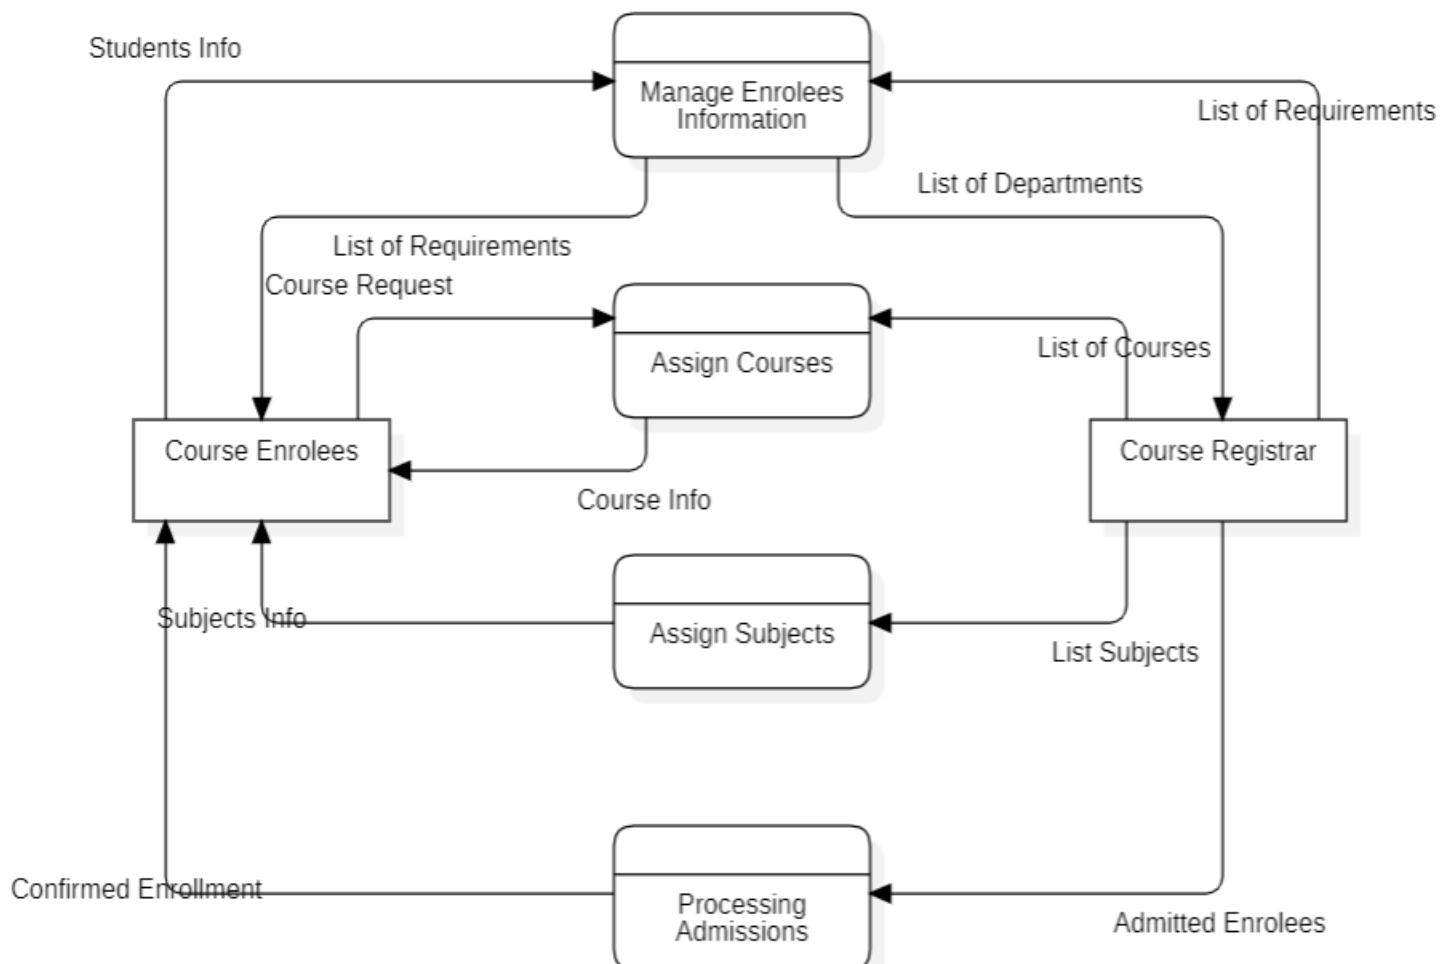 Students Info
Manage Enrolees
Information
List of Requirements
List of Departments
List of Requirements
Course Request
Assign Courses
List of Courses
Course Enrolees
Course Registrar
Course Info
Subjects Info
Assign Subjects
List Subjects
Confirmed Enrollment
Processing
Admissions
Admitted Enrolees